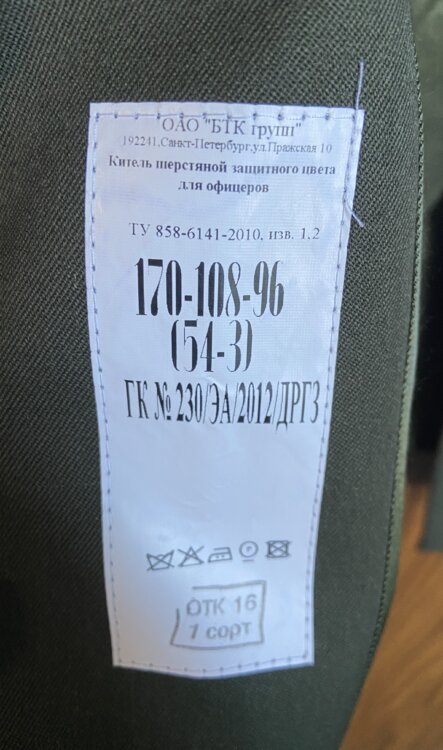 ОАО "БТК групп"
192241,Санкт-Петербург,ул.Пражская 10
Китель шерстяной защитного цвета
для офицеров
ТУ 858-6141-2010, изв. 1,2
170-108-96
(54-3)
ГК № 230/ЭА/2012/ДРГЗ
ОТК 16
1 сорт